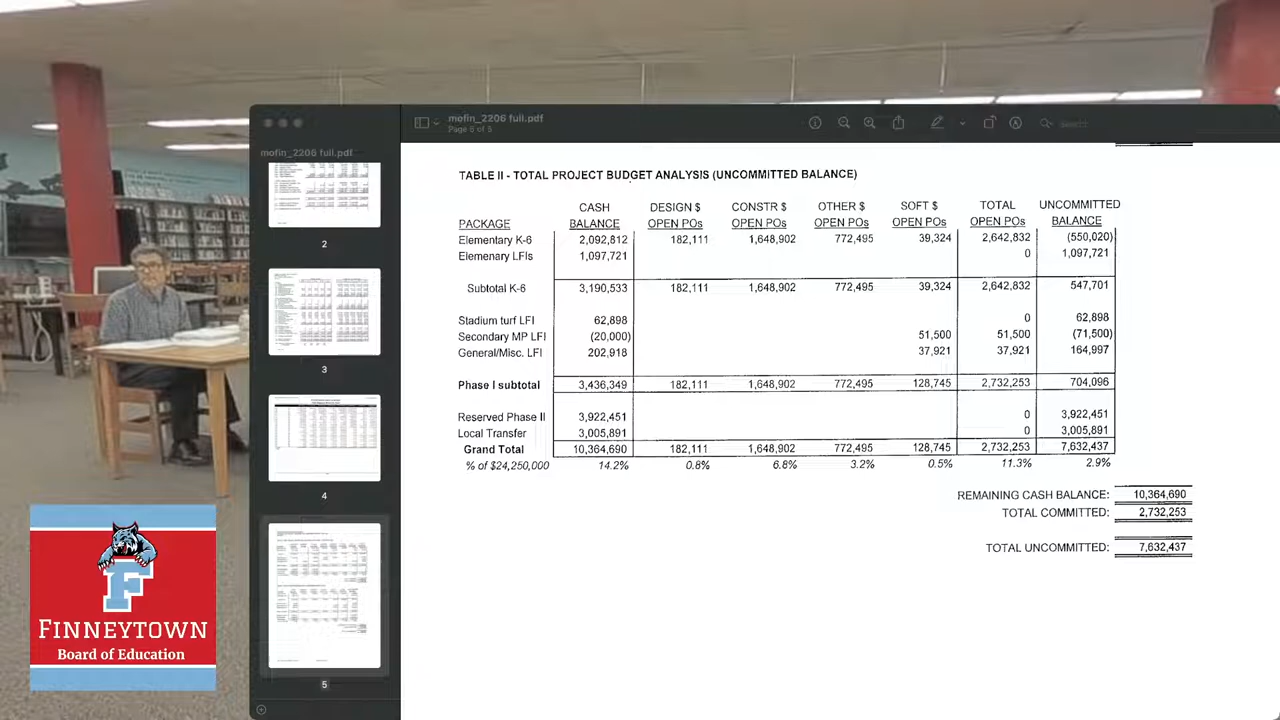 mofin_2206 full.pdf
Page 6 of 5
mofin_2206 full.pdf
2
3
4
5
TABLE II - TOTAL PROJECT BUDGET ANALYSIS (UNCOMMITTED BALANCE)
CASH DESIGN $ CONSTR $ OTHER $ SOFT $ TOTAL UNCOMMITTED
PACKAGE BALANCE OPEN POs OPEN POs OPEN POs OPEN POs OPEN POs BALANCE
Elementary K-6 2,092,812 182,111 1,648,902 772,495 39,324 2,642,832 (550,020)
Elemenary LFIs 1,097,721 0 1,097,721
Subtotal K-6 3,190,533 182,111 1,648,902 772,495 39,324 2,642,832 547,701
Stadium turf LFI 62,898 0 62,898
Secondary MP LFI (20,000) 51,500 51,500 (71,500)
General/Misc. LFI 202,918 37,921 37,921 164,997
Phase I subtotal 3,436,349 182,111 1,648,902 772,495 128,745 2,732,253 704,096
Reserved Phase II 3,922,451 0 3,922,451
Local Transfer 3,005,891 0 3,005,891
Grand Total 10,364,690 182,111 1,648,902 772,495 128,745 2,732,253 7,632,437
% of $24,250,000 14.2% 0.8% 6.8% 3.2% 0.5% 11.3% 2.9%
REMAINING CASH BALANCE: 10,364,690
TOTAL COMMITTED: 2,732,253
UNCOMMITTED: 7,632,437
F
FINNEYTOWN
Board of Education